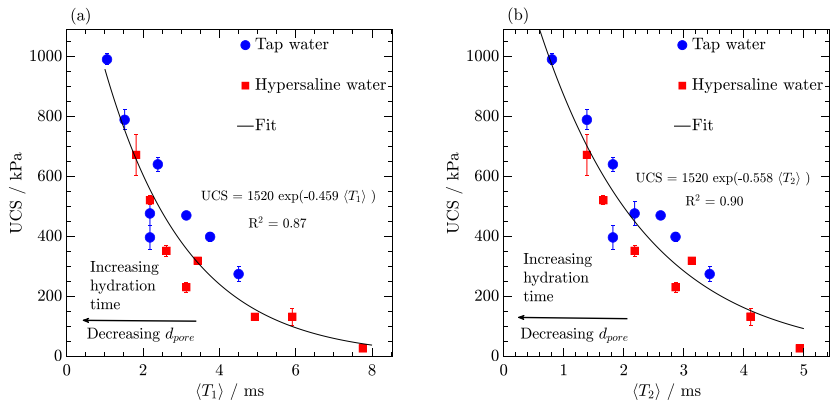 (a)
UCS / kPa
1000
800
600
400
200
0
Tap water
Hypersaline water
Fit
UCS = 1520 exp(-0.459 ⟨T₁⟩ )
R² = 0.87
Increasing
hydration
time
Decreasing dₚₒᵣₑ
0 2 4 6 8
⟨T₁⟩ / ms
(b)
UCS / kPa
1000
800
600
400
200
0
Tap water
Hypersaline water
Fit
UCS = 1520 exp(-0.558 ⟨T₂⟩ )
R² = 0.90
Increasing
hydration
time
Decreasing dₚₒᵣₑ
0 1 2 3 4 5
⟨T₂⟩ / ms